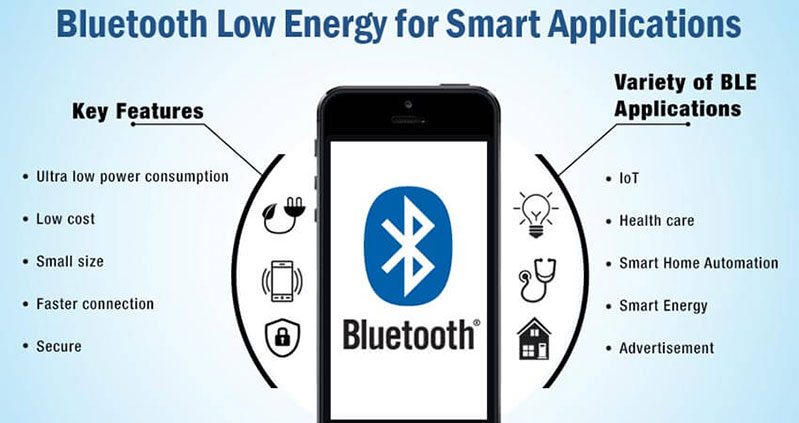 Bluetooth Low Energy for Smart Applications
Key Features
• Ultra low power consumption
• Low cost
• Small size
• Faster connection
• Secure
Bluetooth®
Variety of BLE
Applications
• IoT
• Health care
• Smart Home Automation
• Smart Energy
• Advertisement